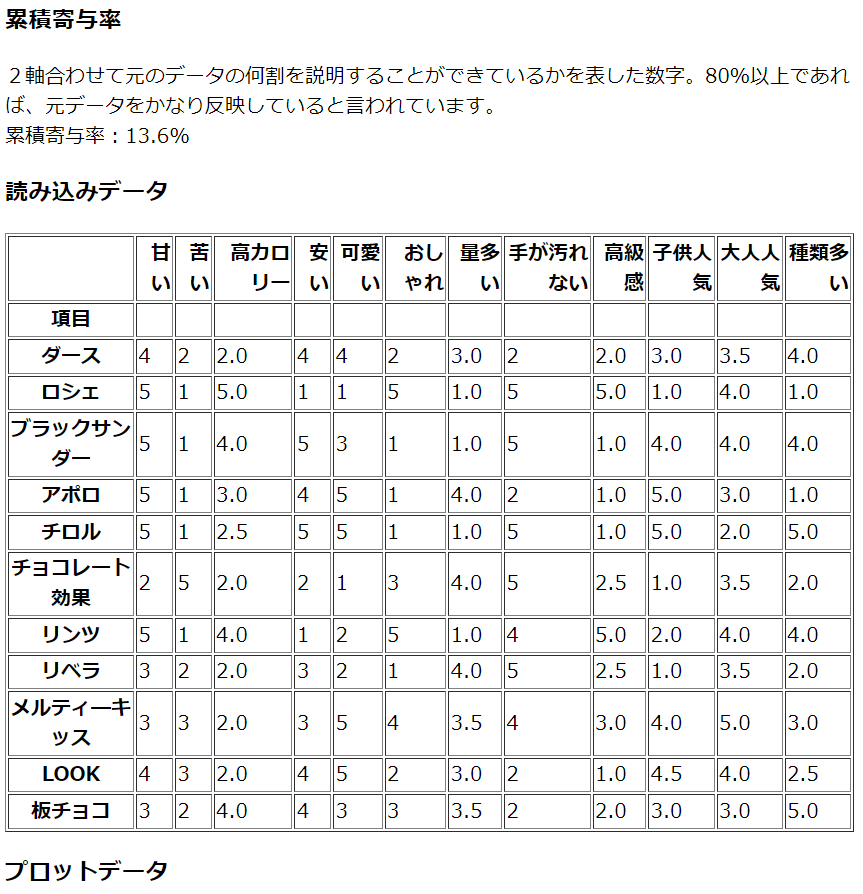 累積寄与率
２軸合わせて元のデータの何割を説明することができているかを表した数字。80%以上であれ
ば、元データをかなり反映していると言われています。
累積寄与率：13.6%
読み込みデータ
甘い 苦い 高カロリー 安い 可愛い おしゃれ 量多い 手が汚れない 高級感 子供人気 大人人気 種類多い
項目
ダース 4 2 2.0 4 4 2 3.0 2 2.0 3.0 3.5 4.0
ロシェ 5 1 5.0 1 1 5 1.0 5 5.0 1.0 4.0 1.0
ブラックサンダー 5 1 4.0 5 3 1 1.0 5 1.0 4.0 4.0 4.0
アポロ 5 1 3.0 4 5 1 4.0 2 1.0 5.0 3.0 1.0
チロル 5 1 2.5 5 5 1 1.0 5 1.0 5.0 2.0 5.0
チョコレート効果 2 5 2.0 2 1 3 4.0 5 2.5 1.0 3.5 2.0
リンツ 5 1 4.0 1 2 5 1.0 4 5.0 2.0 4.0 4.0
リベラ 3 2 2.0 3 2 1 4.0 5 2.5 1.0 3.5 2.0
メルティーキッス 3 3 2.0 3 5 4 3.5 4 3.0 4.0 5.0 3.0
LOOK 4 3 2.0 4 5 2 3.0 2 1.0 4.5 4.0 2.5
板チョコ 3 2 4.0 4 3 3 3.5 2 2.0 3.0 3.0 5.0
プロットデータ